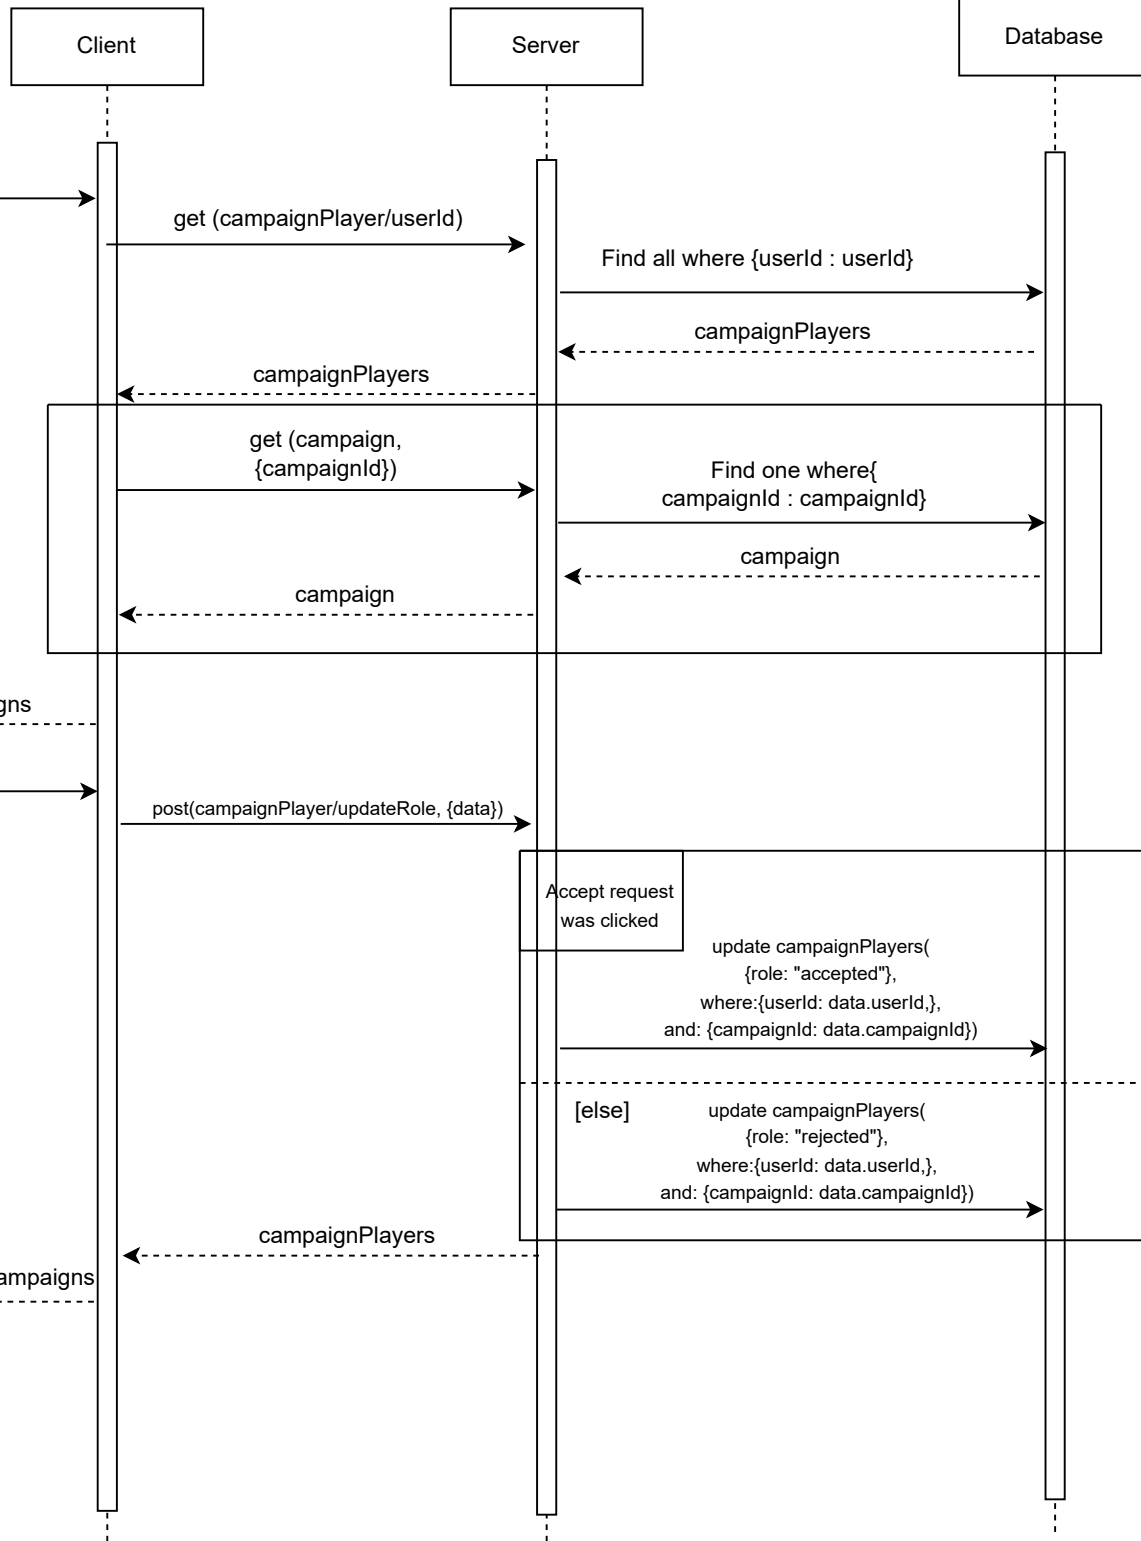 Client
Server
Database
get (campaignPlayer/userId)
Find all where {userId : userId}
campaignPlayers
campaignPlayers
get (campaign,
{campaignId})
Find one where{
campaignId : campaignId}
campaign
campaign
gns
post(campaignPlayer/updateRole, {data})
Accept request
was clicked
update campaignPlayers(
{role: "accepted"},
where:{userId: data.userId,},
and: {campaignId: data.campaignId})
[else]
update campaignPlayers(
{role: "rejected"},
where:{userId: data.userId,},
and: {campaignId: data.campaignId})
campaignPlayers
ampaigns